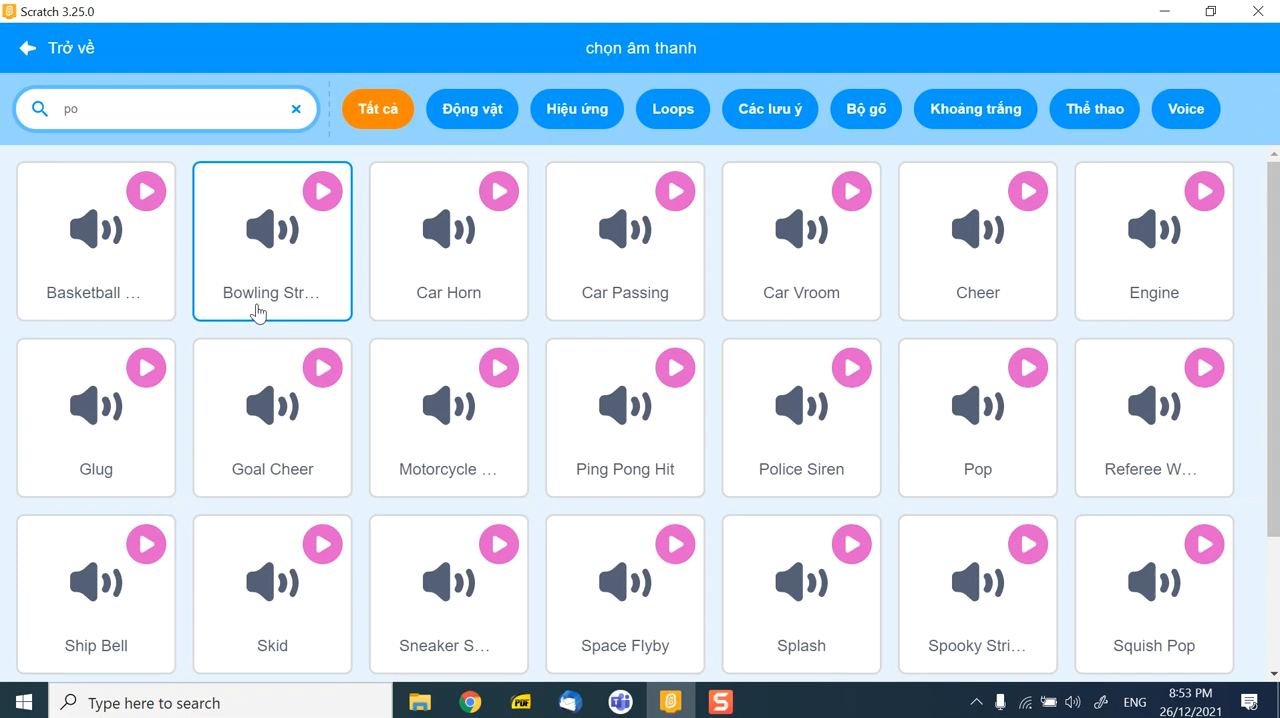 Scratch 3.25.0
Trở về
chọn âm thanh
po
Tất cả
Động vật
Hiệu ứng
Loops
Các lưu ý
Bộ gõ
Khoảng trắng
Thể thao
Voice
Basketball ...
Bowling Str...
Car Horn
Car Passing
Car Vroom
Cheer
Engine
Glug
Goal Cheer
Motorcycle ...
Ping Pong Hit
Police Siren
Pop
Referee W...
Ship Bell
Skid
Sneaker S...
Space Flyby
Splash
Spooky Stri...
Squish Pop
Type here to search
PDF
ENG
8:53 PM
26/12/2021